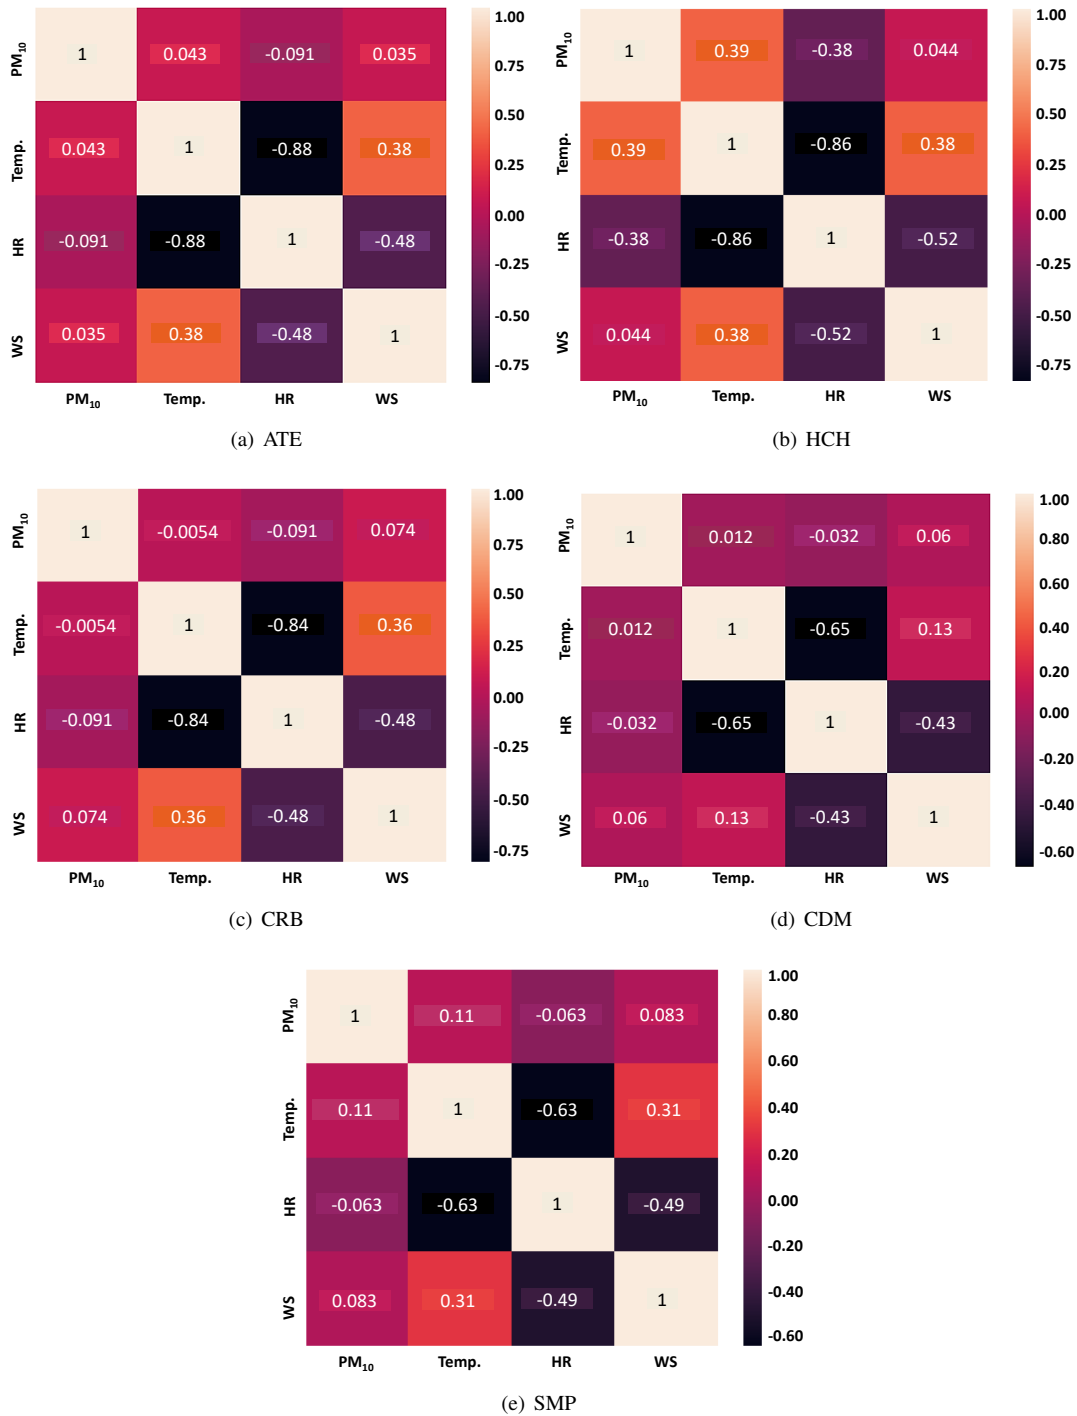 1.00
PM10 1 0.043 -0.091 0.035
0.75
0.50
Temp. 0.043 1 -0.88 0.38
0.25
0.00
HR -0.091 -0.88 1 -0.48
-0.25
-0.50
WS 0.035 0.38 -0.48 1
-0.75
PM10 Temp. HR WS
(a) ATE
1.00
PM10 1 0.39 -0.38 0.044
0.75
0.50
Temp. 0.39 1 -0.86 0.38
0.25
0.00
HR -0.38 -0.86 1 -0.52
-0.25
-0.50
WS 0.044 0.38 -0.52 1
-0.75
PM10 Temp. HR WS
(b) HCH
1.00
PM10 1 -0.0054 -0.091 0.074
0.75
0.50
Temp. -0.0054 1 -0.84 0.36
0.25
0.00
HR -0.091 -0.84 1 -0.48
-0.25
-0.50
WS 0.074 0.36 -0.48 1
-0.75
PM10 Temp. HR WS
(c) CRB
1.00
PM10 1 0.012 -0.032 0.06
0.80
0.60
Temp. 0.012 1 -0.65 0.13
0.40
0.20
0.00
HR -0.032 -0.65 1 -0.43
-0.20
-0.40
WS 0.06 0.13 -0.43 1
-0.60
PM10 Temp. HR WS
(d) CDM
1.00
PM10 1 0.11 -0.063 0.083
0.80
0.60
Temp. 0.11 1 -0.63 0.31
0.40
0.20
0.00
HR -0.063 -0.63 1 -0.49
-0.20
-0.40
WS 0.083 0.31 -0.49 1
-0.60
PM10 Temp. HR WS
(e) SMP